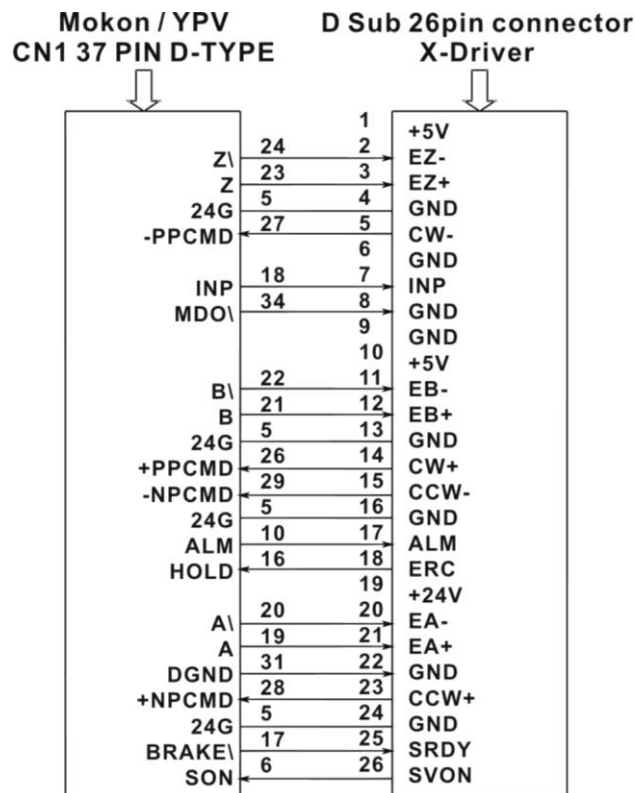 Mokon / YPV D Sub 26pin connector
CN1 37 PIN D-TYPE X-Driver
1 +5V
Z\ 24 2 EZ-
Z 23 3 EZ+
24G 5 4 GND
-PPCMD 27 5 CW-
6 GND
INP 18 7 INP
MDO\ 34 8 GND
9 GND
10 +5V
B\ 22 11 EB-
B 21 12 EB+
24G 5 13 GND
+PPCMD 26 14 CW+
-NPCMD 29 15 CCW-
24G 5 16 GND
ALM 10 17 ALM
HOLD 16 18 ERC
19 +24V
A\ 20 20 EA-
A 19 21 EA+
DGND 31 22 GND
+NPCMD 28 23 CCW+
24G 5 24 GND
BRAKE\ 17 25 SRDY
SON 6 26 SVON